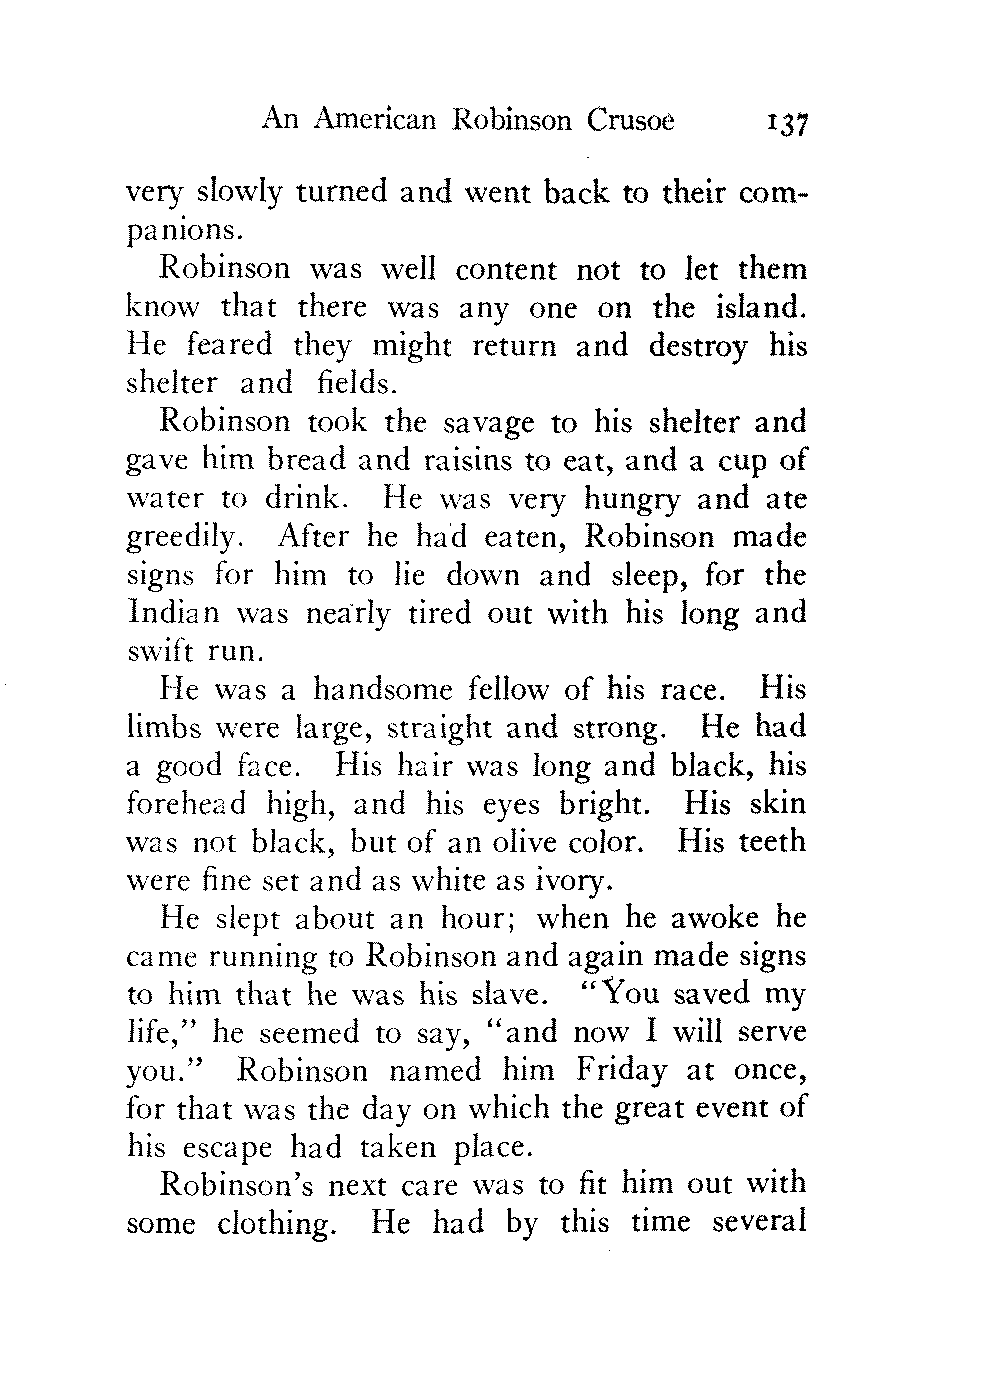 An American Robinson Crusoe 137
very slowly turned and went back to their com-
panions.
Robinson was well content not to let them
know that there was any one on the island.
He feared they might return and destroy his
shelter and fields.
Robinson took the savage to his shelter and
gave him bread and raisins to eat, and a cup of
water to drink. He was very hungry and ate
greedily. After he had eaten, Robinson made
signs for him to lie down and sleep, for the
Indian was nearly tired out with his long and
swift run.
He was a handsome fellow of his race. His
limbs were large, straight and strong. He had
a good face. His hair was long and black, his
forehead high, and his eyes bright. His skin
was not black, but of an olive color. His teeth
were fine set and as white as ivory.
He slept about an hour; when he awoke he
came running to Robinson and again made signs
to him that he was his slave. “You saved my
life,” he seemed to say, “and now I will serve
you.” Robinson named him Friday at once,
for that was the day on which the great event of
his escape had taken place.
Robinson's next care was to fit him out with
some clothing. He had by this time several